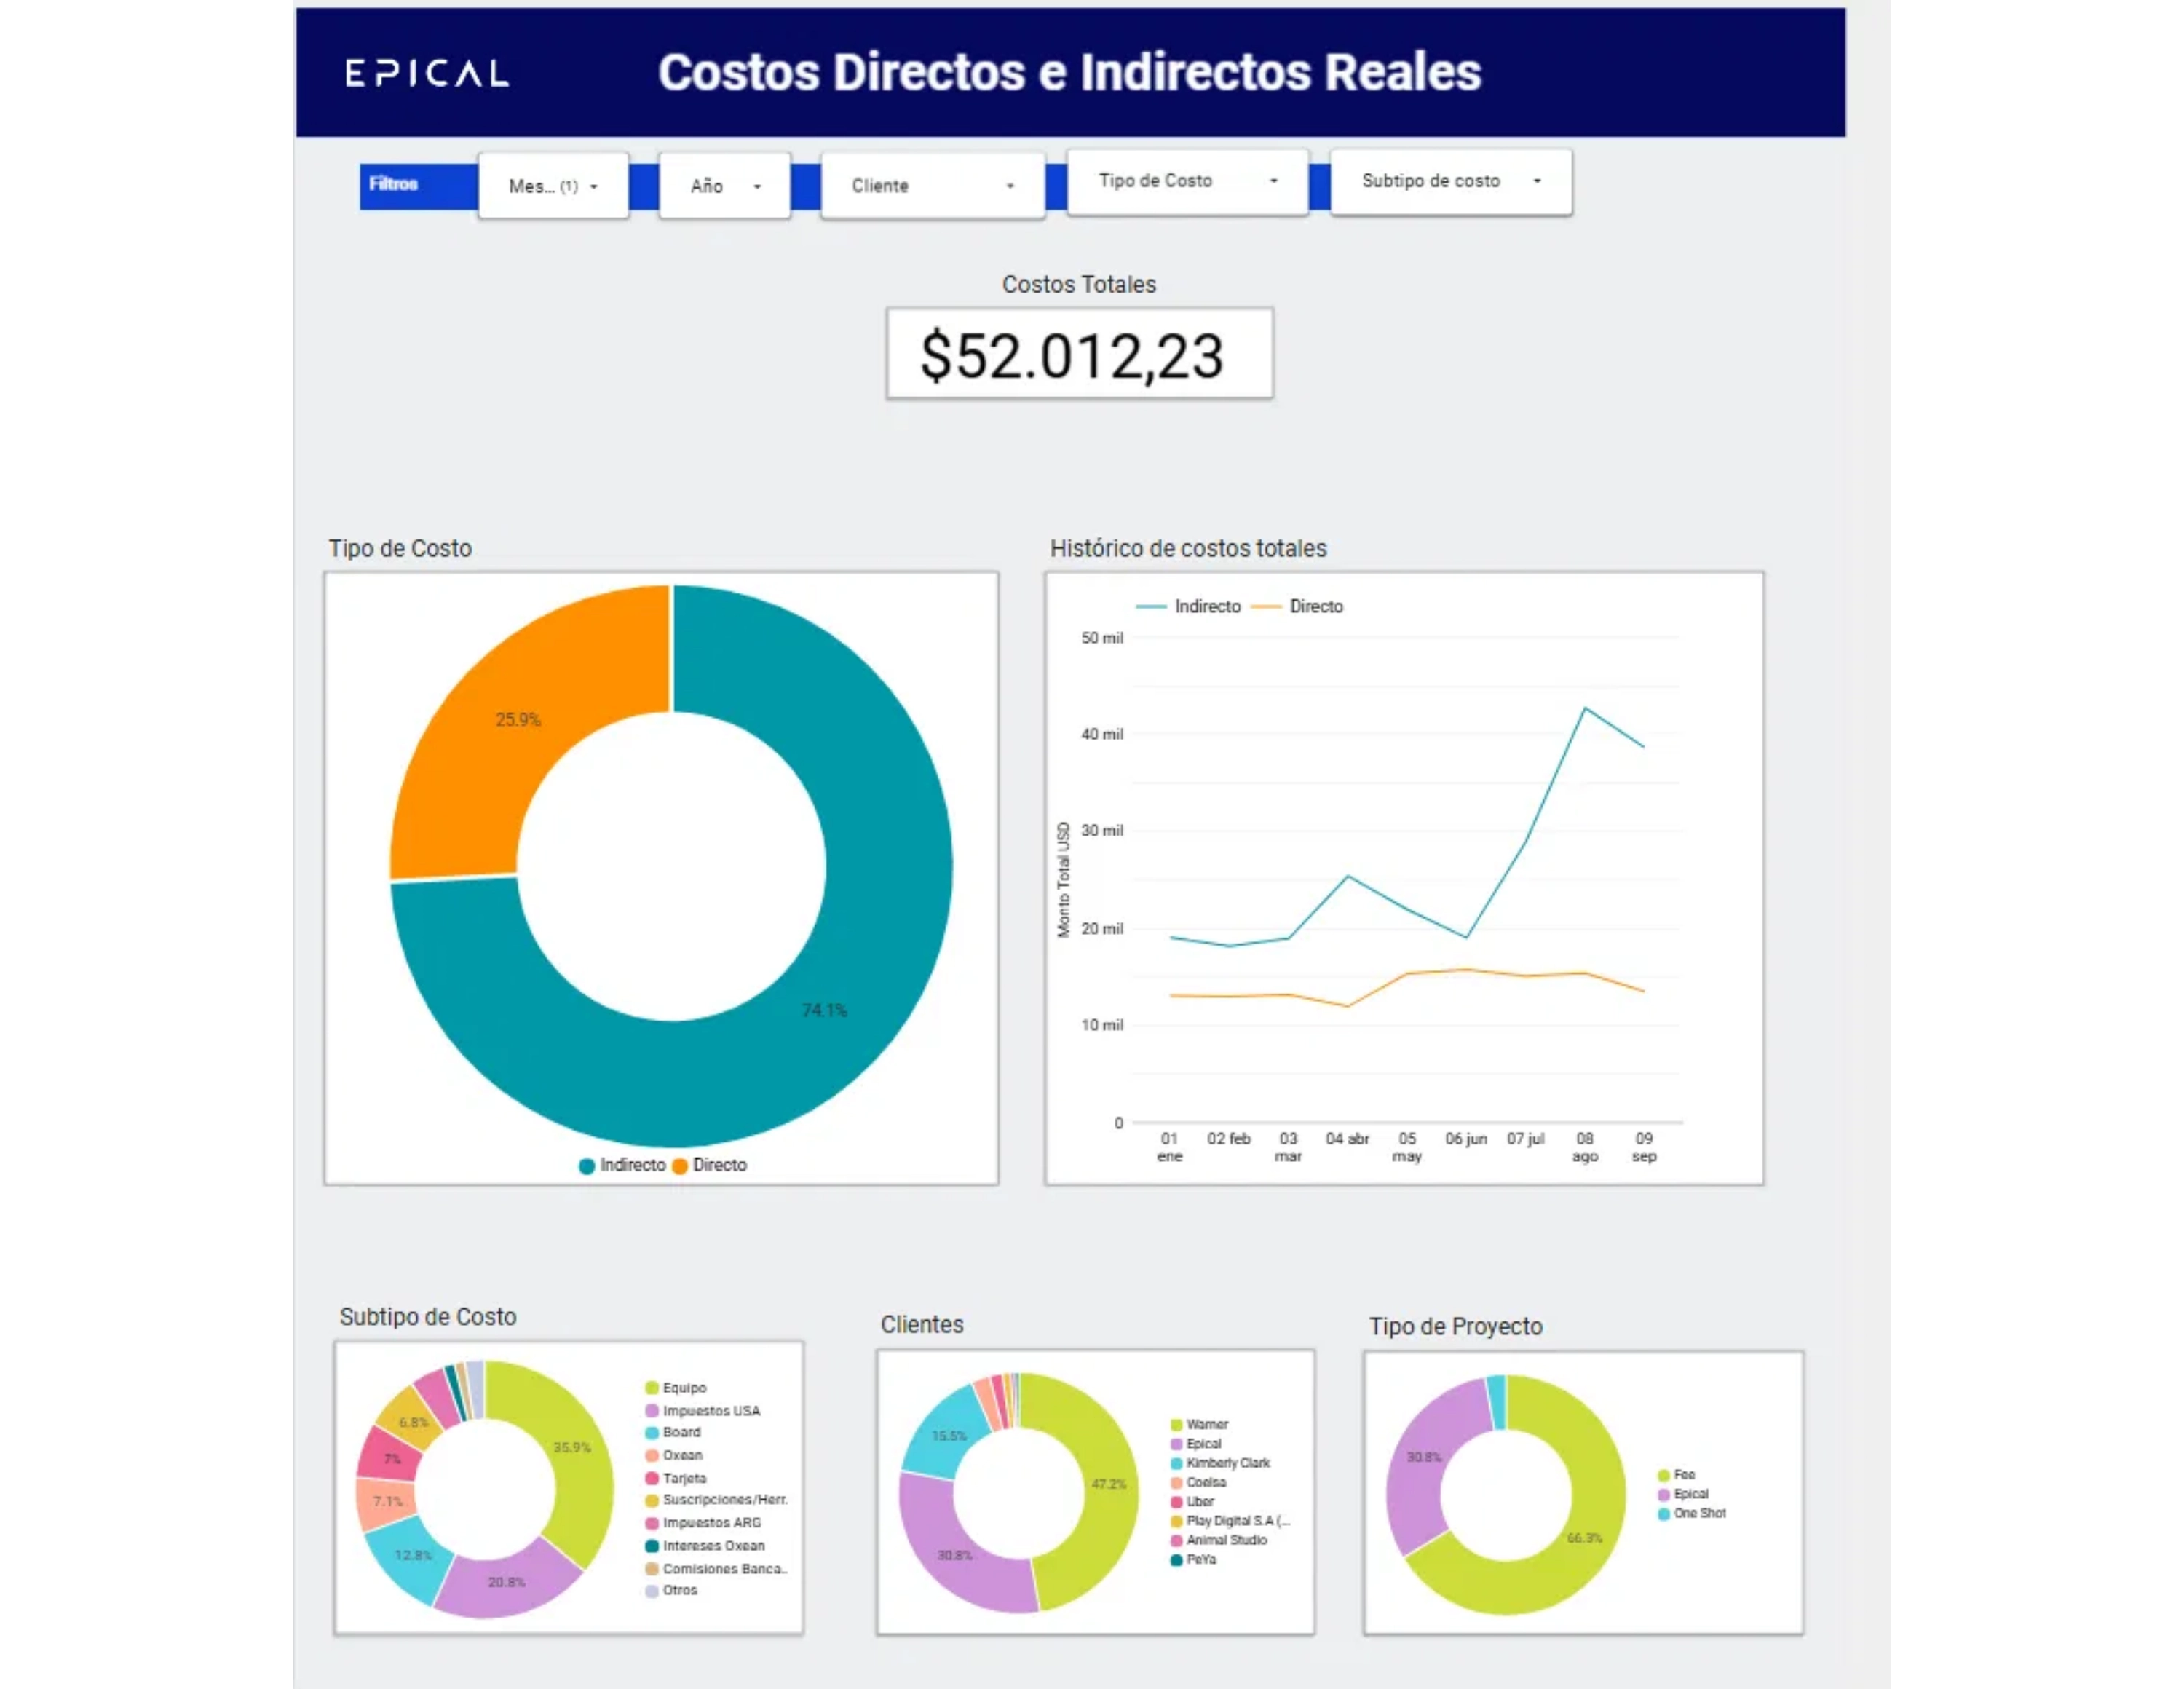 EPICAL
Costos Directos e Indirectos Reales
Filtros
Mes... (1)
Año
Cliente
Tipo de Costo
Subtipo de costo
Costos Totales
$52.012,23
Tipo de Costo
25.9%
74.1%
Indirecto Directo
Histórico de costos totales
Indirecto Directo
Monto Total USD
50 mil
40 mil
30 mil
20 mil
10 mil
0
01 ene
02 feb
03 mar
04 abr
05 may
06 jun
07 jul
08 ago
09 sep
Subtipo de Costo
35.9%
20.8%
12.8%
7.1%
7%
6.8%
Equipo
Impuestos USA
Board
Oxean
Tarjeta
Suscripciones/Herr.
Impuestos ARG
Intereses Oxean
Comisiones Banca..
Otros
Clientes
47.2%
30.8%
15.5%
Warner
Epical
Kimberly Clark
Coelsa
Uber
Play Digital S.A (...
Animal Studio
PeYa
Tipo de Proyecto
66.3%
30.8%
Fee
Epical
One Shot